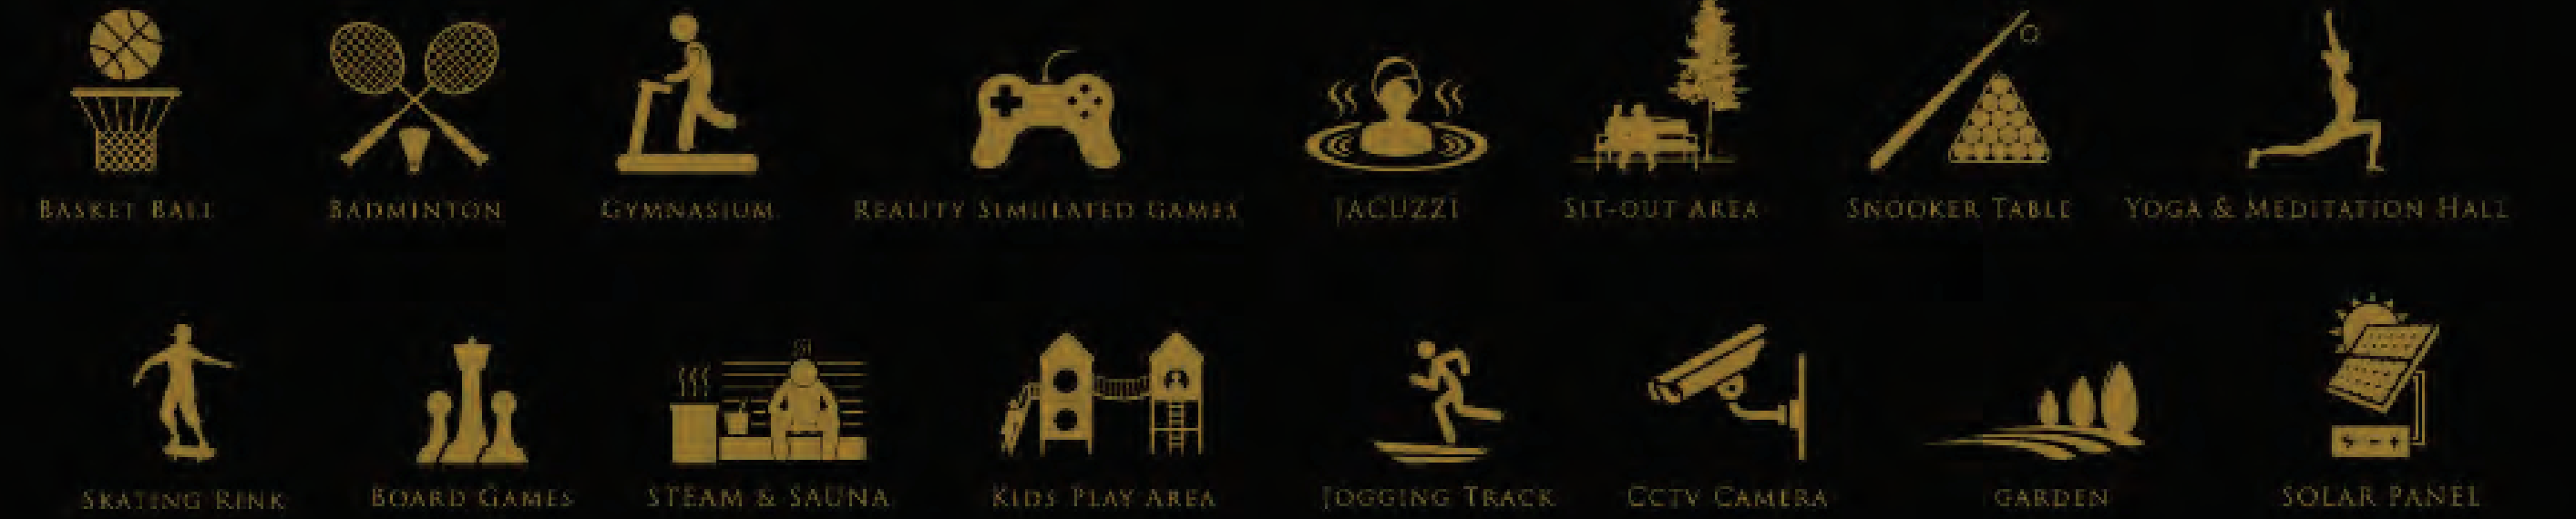 BASKET BALL
BADMINTON
GYMNASIUM
REALITY SIMULATED GAMES
JACUZZI
SIT-OUT AREA
SNOOKER TABLE
YOGA & MEDITATION HALL
SKATING RINK
BOARD GAMES
STEAM & SAUNA
KIDS PLAY AREA
JOGGING TRACK
CCTV CAMERA
GARDEN
SOLAR PANEL